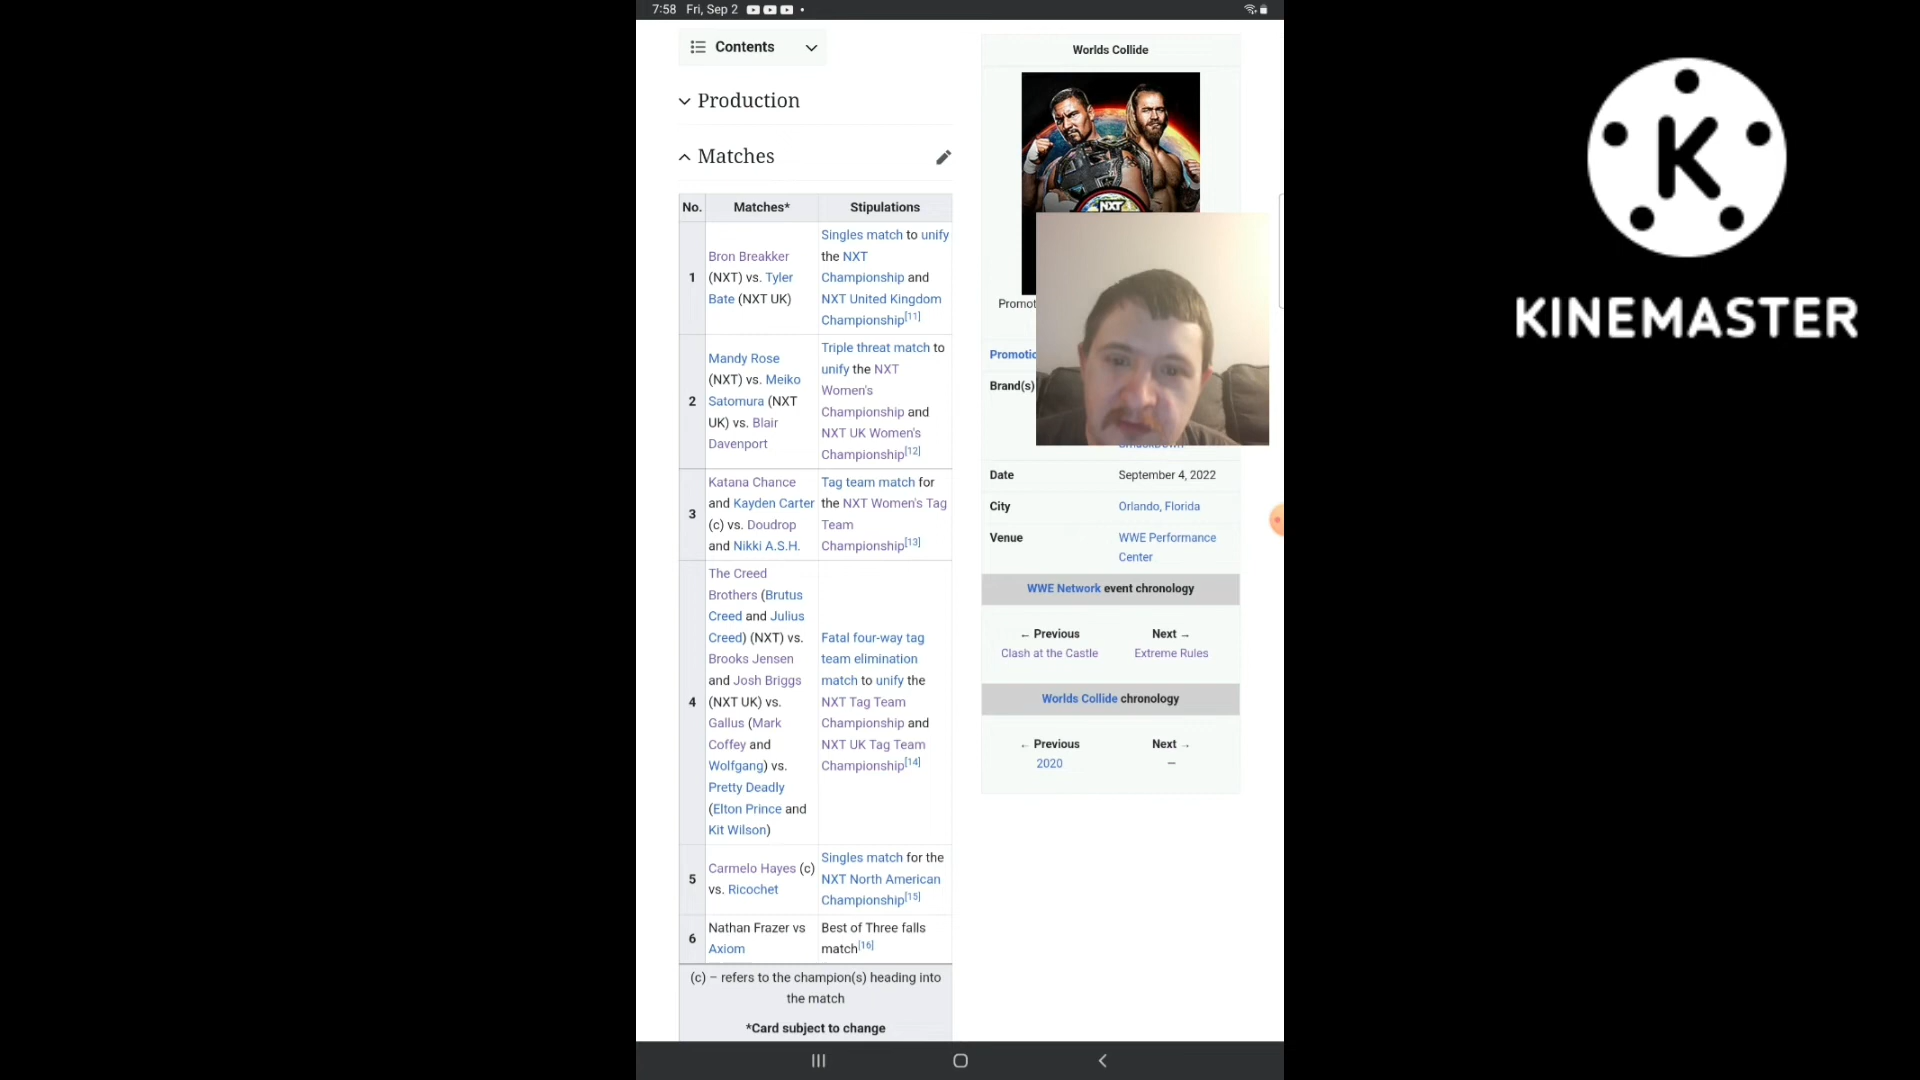 7:58 Fri, Sep 2
Contents
Production
Matches
No. Matches* Stipulations
1
Bron Breakker
(NXT) vs. Tyler
Bate (NXT UK)
Singles match to unify
the NXT
Championship and
NXT United Kingdom
Championship[11]
2
Mandy Rose
(NXT) vs. Meiko
Satomura (NXT
UK) vs. Blair
Davenport
Triple threat match to
unify the NXT
Women's
Championship and
NXT UK Women's
Championship[12]
3
Katana Chance
and Kayden Carter
(c) vs. Doudrop
and Nikki A.S.H.
Tag team match for
the NXT Women's Tag
Team
Championship[13]
4
The Creed
Brothers (Brutus
Creed and Julius
Creed) (NXT) vs.
Brooks Jensen
and Josh Briggs
(NXT UK) vs.
Gallus (Mark
Coffey and
Wolfgang) vs.
Pretty Deadly
(Elton Prince and
Kit Wilson)
Fatal four-way tag
team elimination
match to unify the
NXT Tag Team
Championship and
NXT UK Tag Team
Championship[14]
5
Carmelo Hayes (c)
vs. Ricochet
Singles match for the
NXT North American
Championship[15]
6
Nathan Frazer vs
Axiom
Best of Three falls
match[16]
(c) – refers to the champion(s) heading into
the match
*Card subject to change
Worlds Collide
NXT
Brand(s)
Date September 4, 2022
City Orlando, Florida
Venue WWE Performance
Center
WWE Network event chronology
← Previous Next →
Clash at the Castle Extreme Rules
Worlds Collide chronology
← Previous Next →
2020 —
K
KINEMASTER